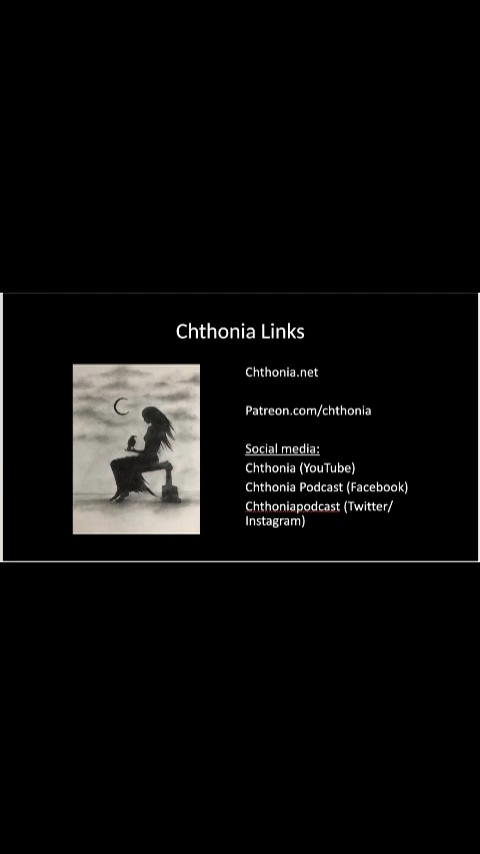 Chthonia Links
Chthonia.net
Patreon.com/chthonia
Social media:
Chthonia (YouTube)
Chthonia Podcast (Facebook)
Chthoniapodcast (Twitter/
Instagram)